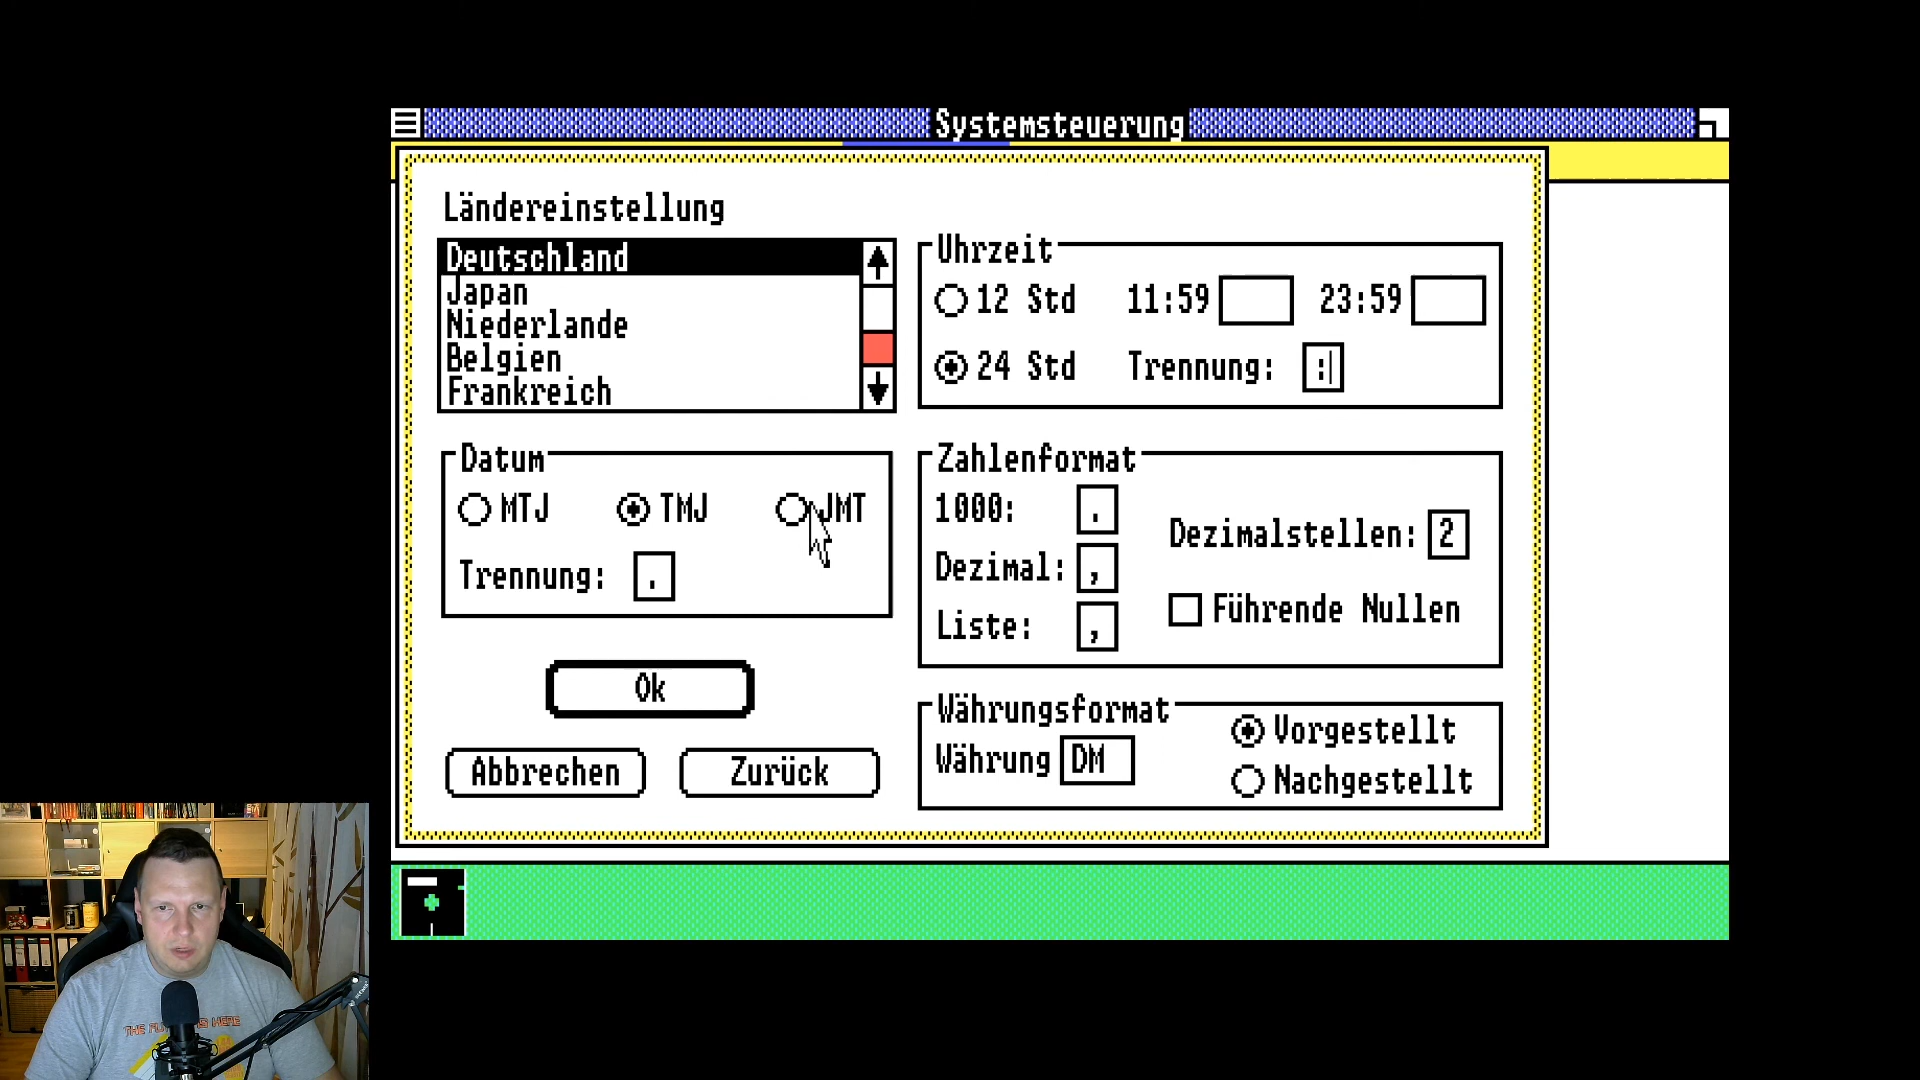 Systemsteuerung
Ländereinstellung
Deutschland
Japan
Niederlande
Belgien
Frankreich
Uhrzeit
12 Std 11:59 23:59
24 Std Trennung: :
Datum
MTJ TMJ JMT
Trennung: .
Zahlenformat
1000: .
Dezimal: ,
Liste: ,
Dezimalstellen: 2
Führende Nullen
Ok
Abbrechen Zurück
Währungsformat
Währung DM
Vorgestellt
Nachgestellt